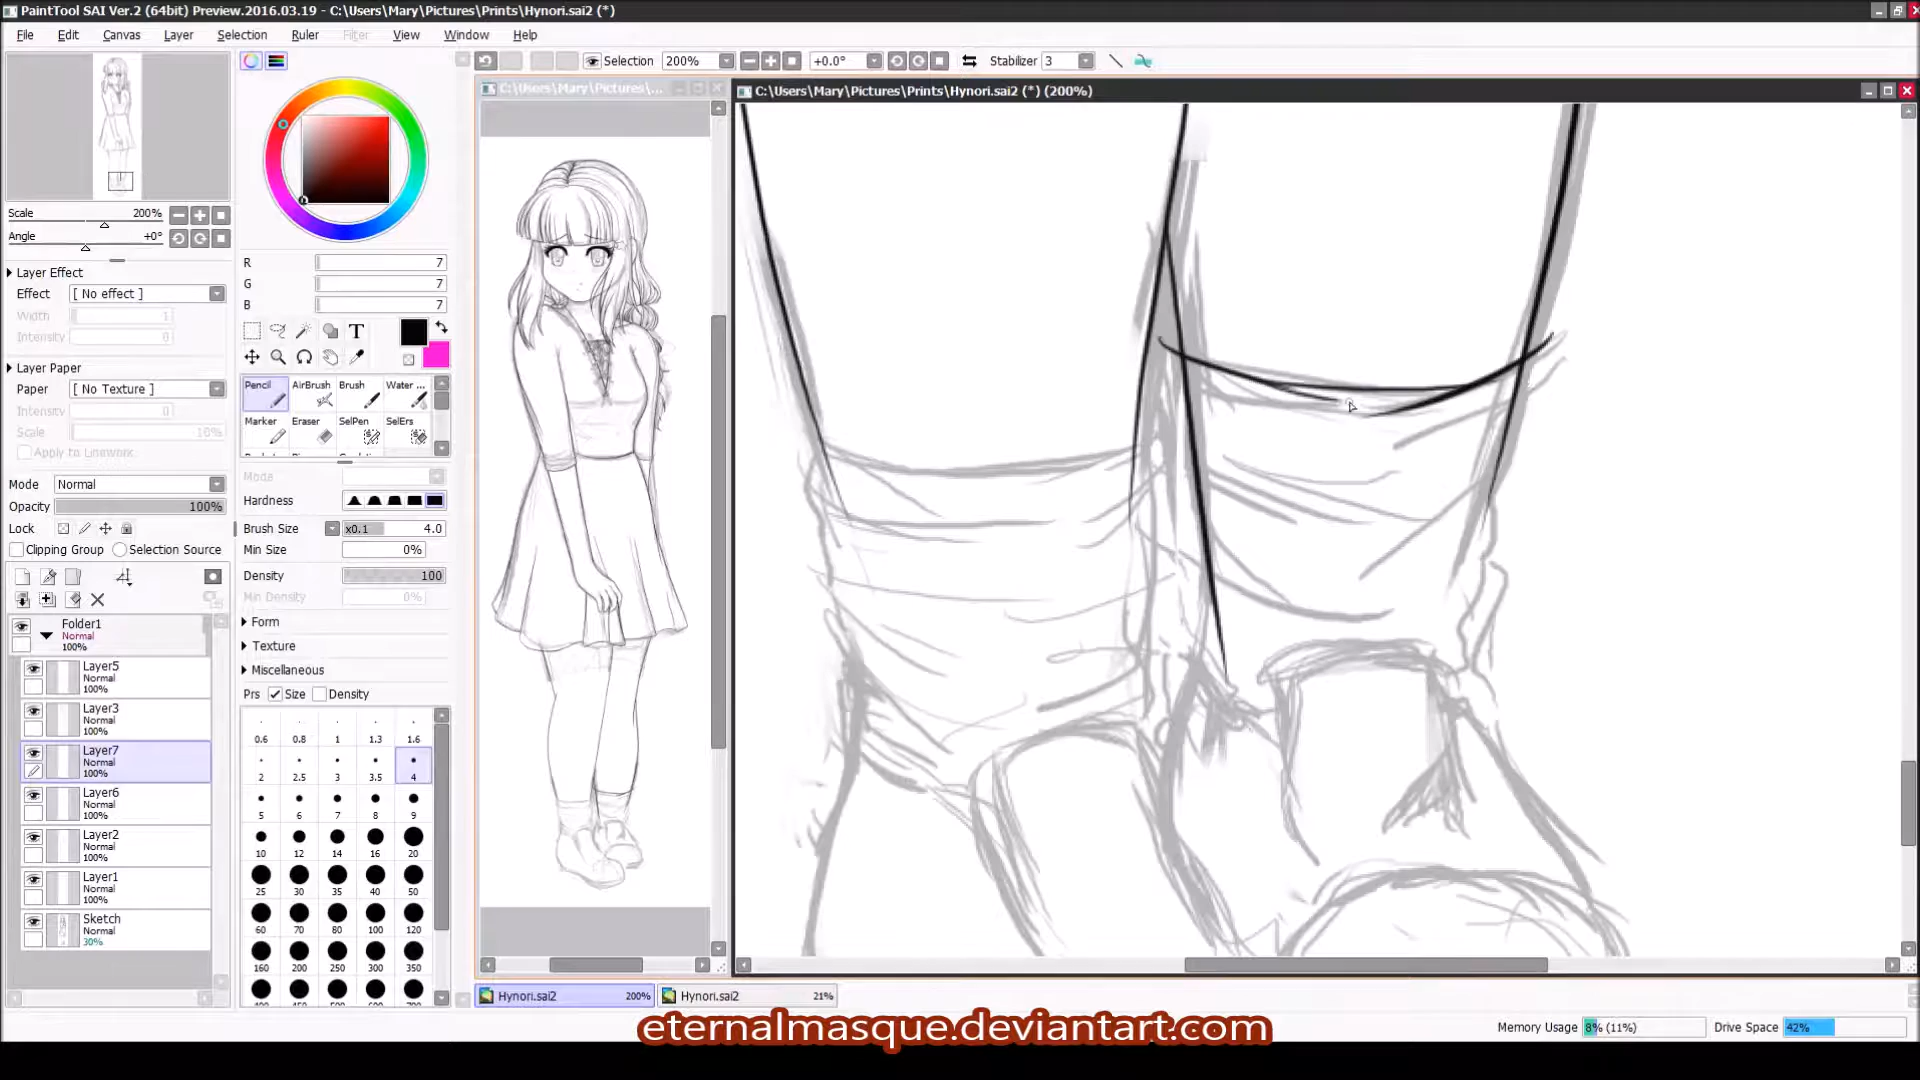 PaintTool SAI Ver.2 (64bit) Preview.2016.03.19 - C:\Users\Mary\Pictures\Prints\Hynori.sai2 (*)
File Edit Canvas Layer Selection Ruler Filter View Window Help
Selection 200% +0.0° Stabilizer 3
C:\Users\Mary\Pictures\...
C:\Users\Mary\Pictures\Prints\Hynori.sai2 (*) (200%)
Scale 200%
Angle +0°
Layer Effect
Effect [ No effect ]
Width 1
Intensity 0
Layer Paper
Paper [ No Texture ]
Intensity 0
Scale 10%
Apply to Linework
Mode Normal
Opacity 100%
Lock
Clipping Group Selection Source
Folder1
Normal
100%
Layer5
Normal
100%
Layer3
Normal
100%
Layer7
Normal
100%
Layer6
Normal
100%
Layer2
Normal
100%
Layer1
Normal
100%
Sketch
Normal
30%
R 7
G 7
B 7
T
Pencil AirBrush Brush Water ...
Marker Eraser SelPen SelErs
Mode
Hardness
Brush Size x0.1 4.0
Min Size 0%
Density 100
Min Density 0%
Form
Texture
Miscellaneous
Prs Size Density
0.6 0.8 1 1.3 1.6
2 2.5 3 3.5 4
5 6 7 8 9
10 12 14 16 20
25 30 35 40 50
60 70 80 100 120
160 200 250 300 350
Hynori.sai2 200% Hynori.sai2 21%
eternalmasque.deviantart.com
Memory Usage 8% (11%) Drive Space 42%